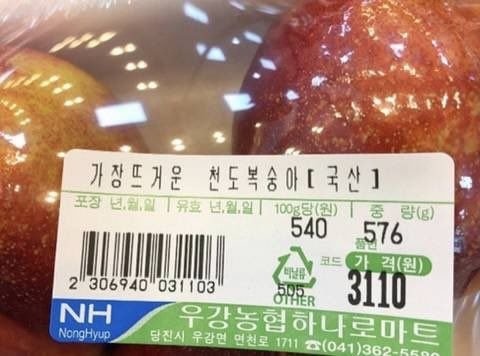 가장뜨거운 천도복숭아[국산]
포장 년,월,일 유효 년,월,일 100g당(원) 중 량(g)
540 576
품번
코드 가 격(원)
비닐류
505 3110
OTHER
2 306940 031103
NH 우강농협하나로마트
NongHyup 당진시 우강면 면천로 1711 ☎(041)362-55